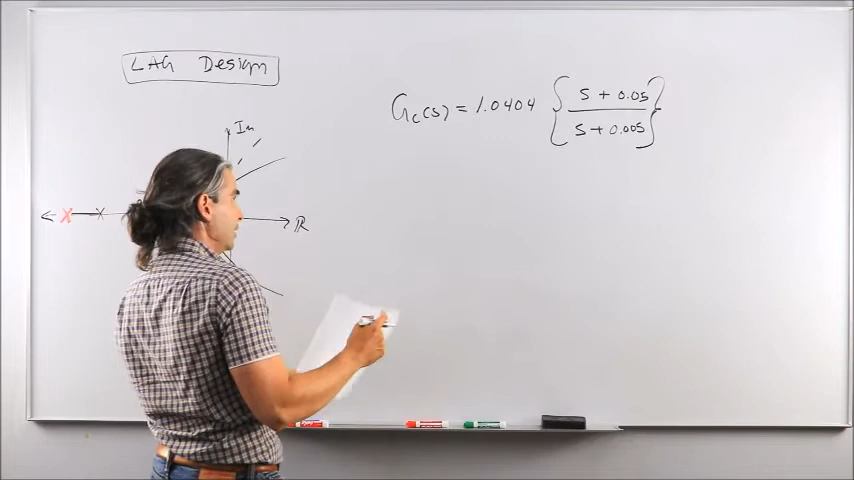 LAG Design
Gc(s) = 1.0404 { s + 0.05 / s + 0.005 }
Im
ℝ